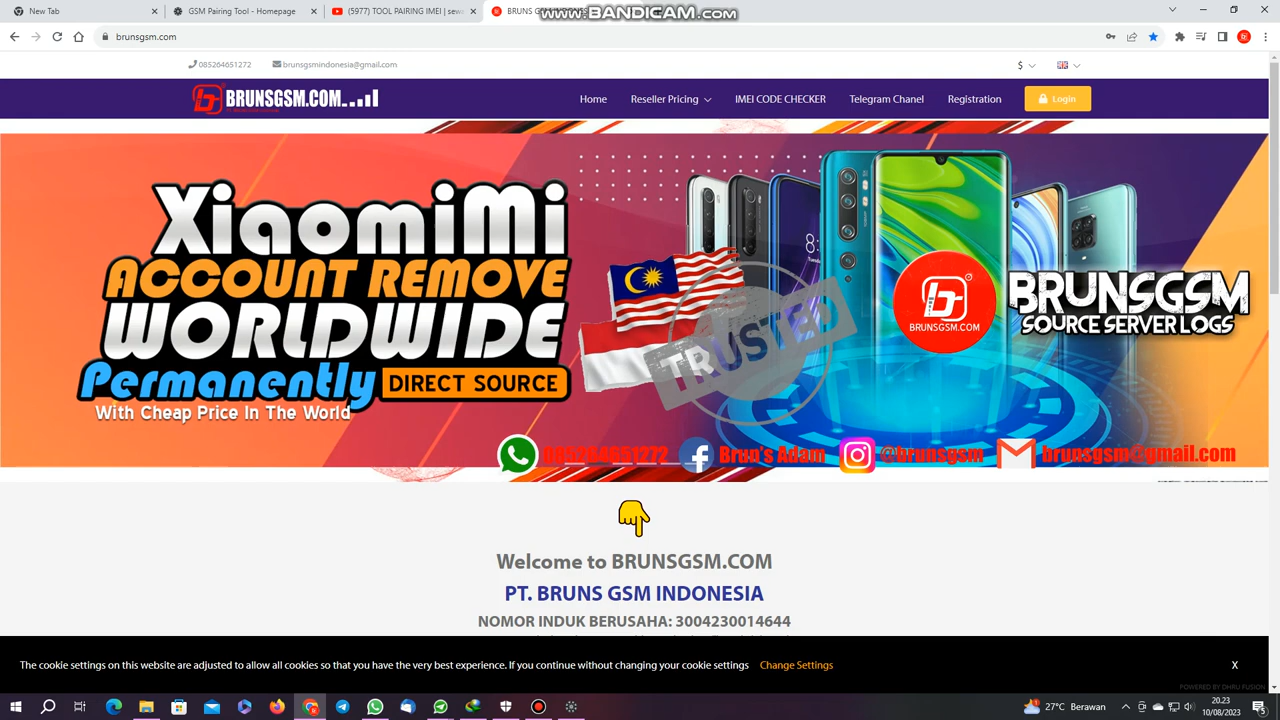 New Tab
GSM Pairing Tool - Homepage
(5977) TOOL PAIRING IMEI | sew
BRUNS GSM INDONES
www.BANDICAM.com
brunsgsm.com
085264651272
brunsgsmindonesia@gmail.com
$
BRUNSGSM.COM
Home
Reseller Pricing
IMEI CODE CHECKER
Telegram Chanel
Registration
Login
XiaomiMi
ACCOUNT REMOVE
WORLDWIDE
Permanently DIRECT SOURCE
With Cheap Price In The World
TRUSTED
BRUNSGSM.COM
BRUNSGSM
SOURCE SERVER LOGS
085264651272
Brun's Adam
@brunsgsm
brunsgsm@gmail.com
Welcome to BRUNSGSM.COM
PT. BRUNS GSM INDONESIA
NOMOR INDUK BERUSAHA: 3004230014644
The cookie settings on this website are adjusted to allow all cookies so that you have the very best experience. If you continue without changing your cookie settings Change Settings
X
POWERED BY DHRU FUSION
27°C Berawan
20.23
10/08/2023